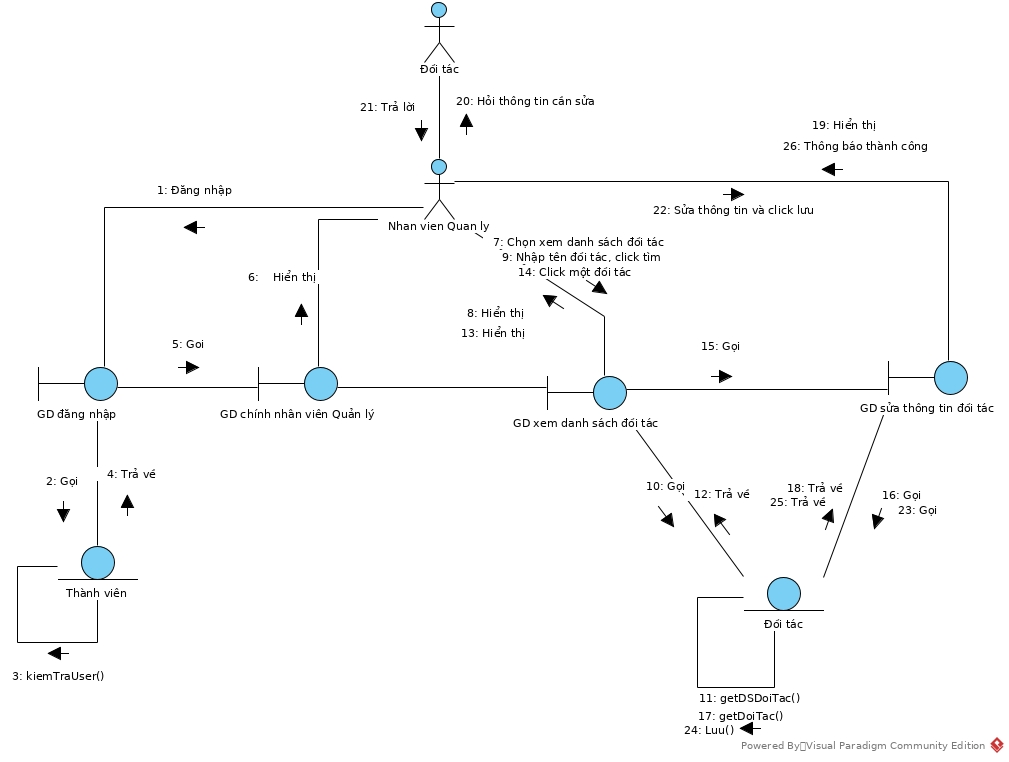 Đối tác
21: Trả lời
20: Hỏi thông tin cần sửa
19: Hiển thị
26: Thông báo thành công
1: Đăng nhập
22: Sửa thông tin và click lưu
Nhan vien Quan ly
7: Chọn xem danh sách đối tác
9: Nhập tên đối tác, click tìm
14: Click một đối tác
6: Hiển thị
8: Hiển thị
13: Hiển thị
5: Goi
15: Gọi
GD đăng nhập
GD chính nhân viên Quản lý
GD xem danh sách đối tác
GD sửa thông tin đối tác
2: Gọi
4: Trả về
10: Gọi
12: Trả về
18: Trả về
25: Trả về
16: Gọi
23: Gọi
Thành viên
Đối tác
3: kiemTraUser()
11: getDSDoiTac()
17: getDoiTac()
24: Luu()
Powered By Visual Paradigm Community Edition